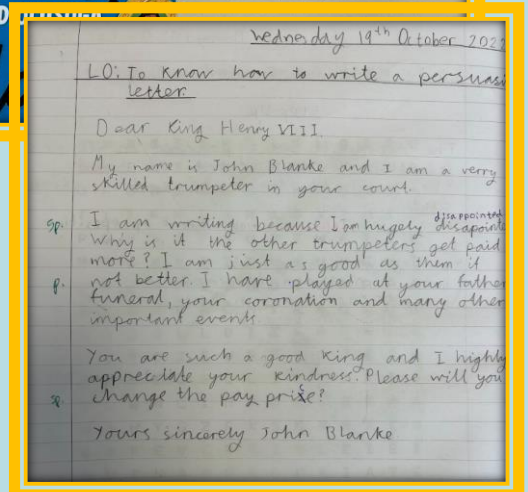 Wednesday 19th October 202
LO: To know how to write a persuasi
letter.
Dear King Henry VIII,
My name is John Blanke and I am a verry
skilled trumpeter in your court.
disappointed
sp. I am writing because I am hugely disapoint
Why is it the other trumpeters get paid
more? I am just as good as them if
p. not better. I have played at your father
funeral, your coronation and many other
important events
You are such a good king and I highly
appreciate your kindness. Please will you
sp. change the pay prise?
Yours sincerely John Blanke